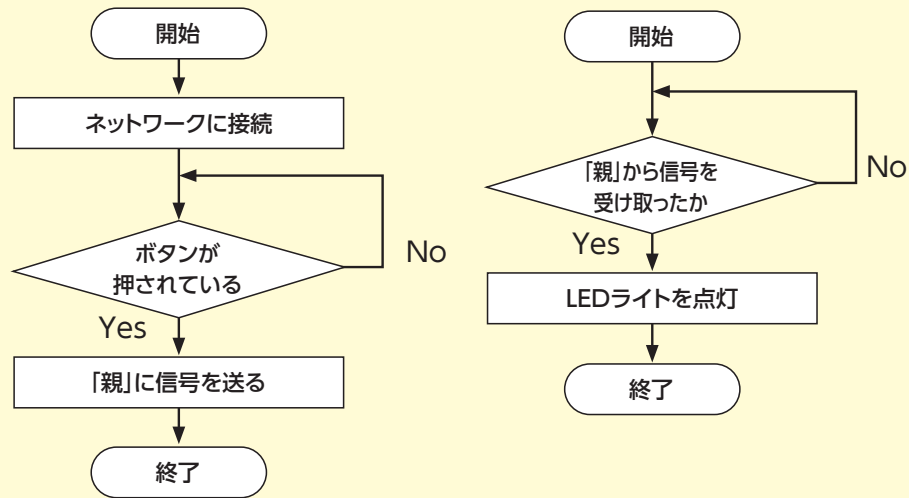 開始
ネットワークに接続
ボタンが
押されている
No
Yes
「親」に信号を送る
終了
開始
「親」から信号を
受け取ったか
No
Yes
LEDライトを点灯
終了